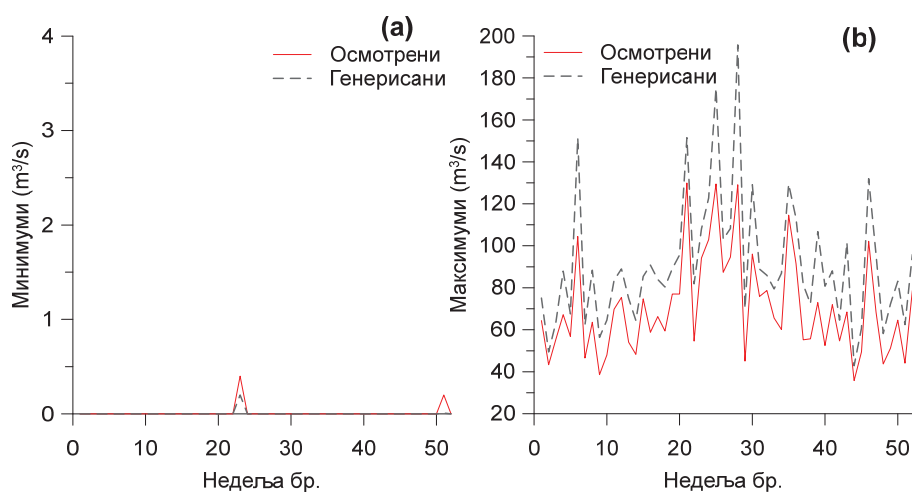 (a)
Осмотрени
Генерисани
Минимуми (m³/s)
4
3
2
1
0
0 10 20 30 40 50
Недеља бр.
(b)
Осмотрени
Генерисани
Максимуми (m³/s)
200
180
160
140
120
100
80
60
40
20
0 10 20 30 40 50
Недеља бр.